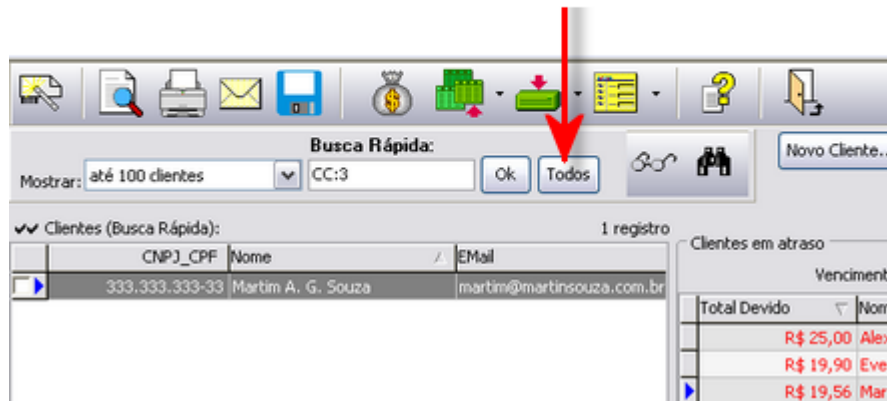 Busca Rápida:
Mostrar: até 100 clientes CC:3 Ok Todos Novo Cliente..
Clientes (Busca Rápida): 1 registro
Clientes em atraso
CNPJ_CPF Nome EMail
Venciment
333.333.333-33 Martim A. G. Souza martim@martinsouza.com.br
Total Devido Nom
R$ 25,00 Alex
R$ 19,90 Eve
R$ 19,56 Mar